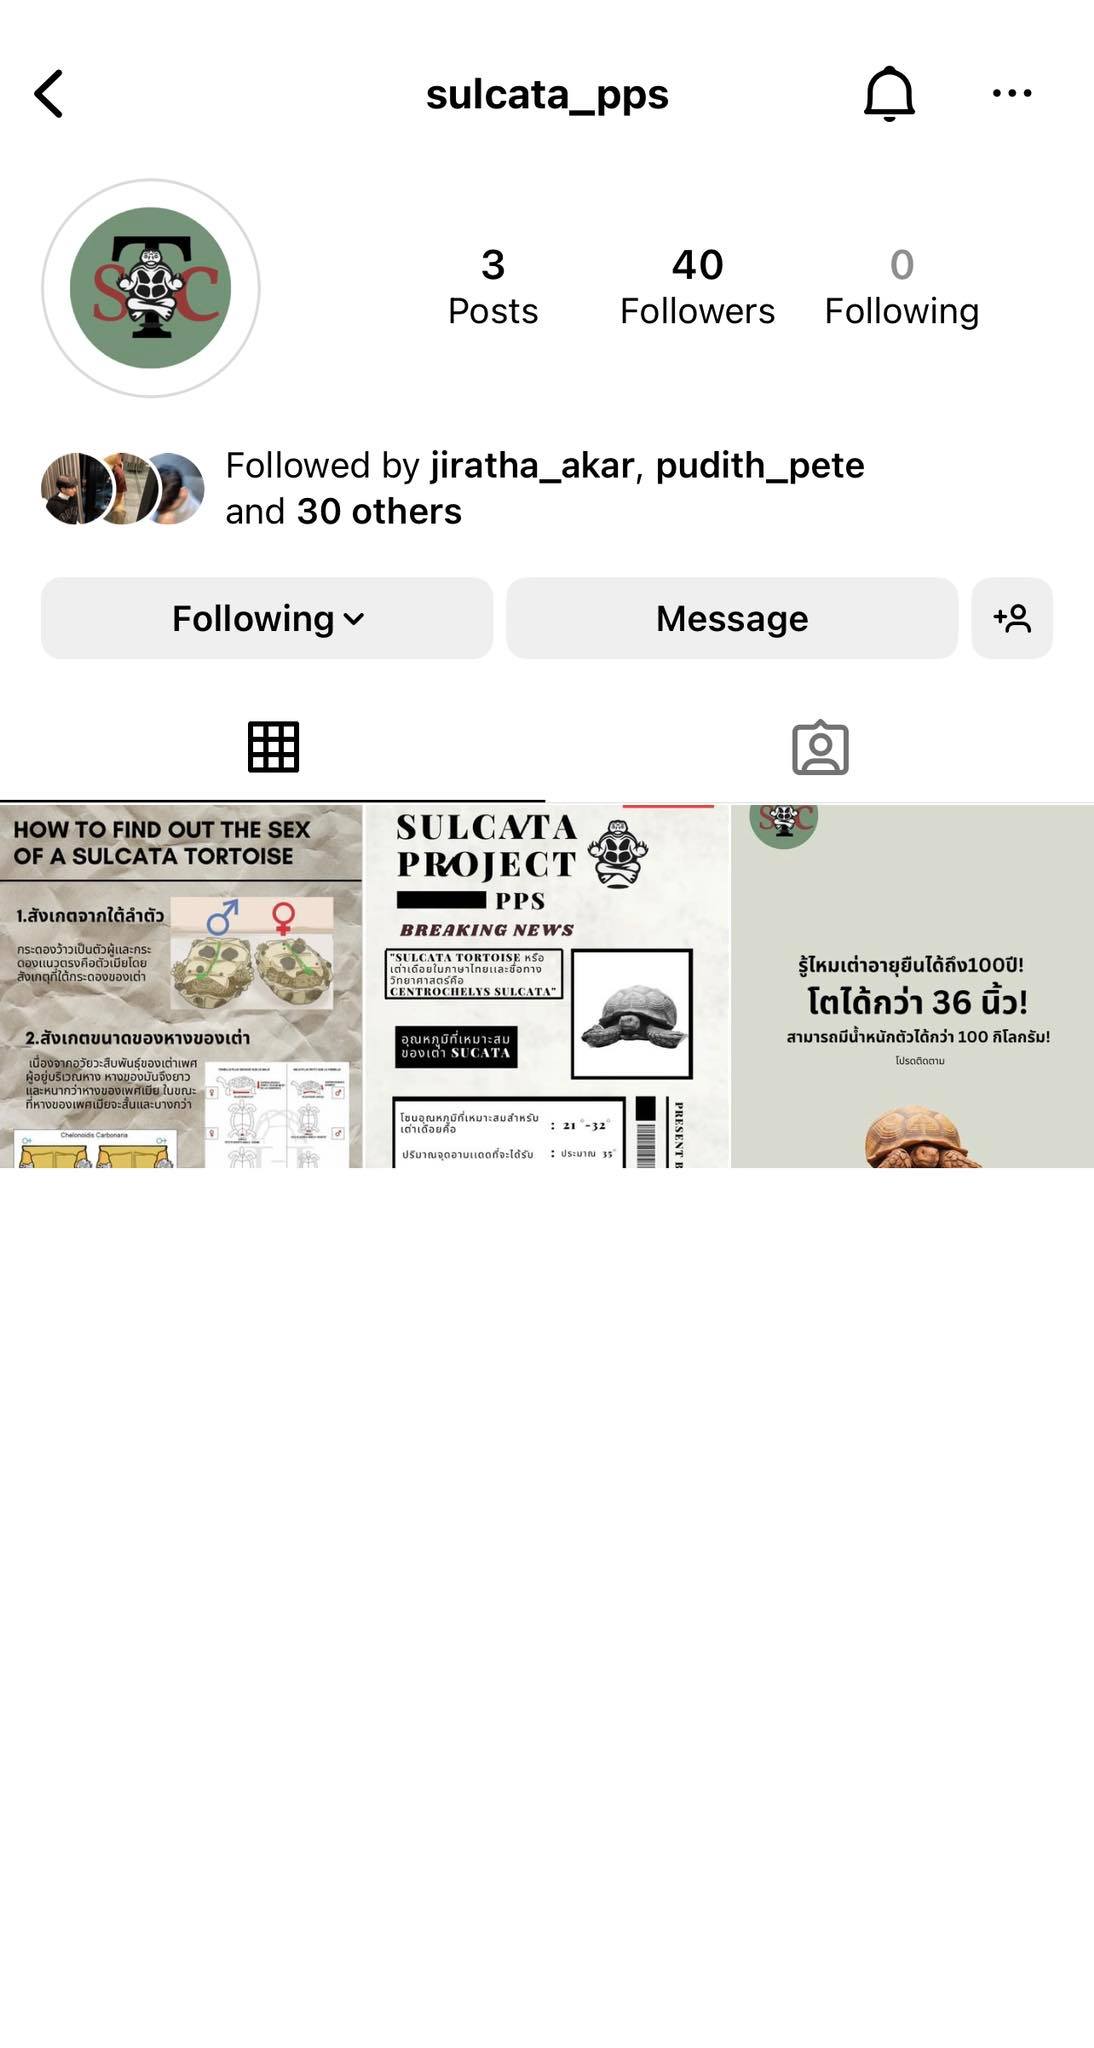 sulcata_pps
STC
3
Posts
40
Followers
0
Following
Followed by jiratha_akar, pudith_pete
and 30 others
Following
Message
HOW TO FIND OUT THE SEX
OF A SULCATA TORTOISE
1.สังเกตจากใต้ลำตัว
กระดองว้าวเป็นตัวผู้และกระ
ดองแนวตรงคือตัวเมียโดย
สังเกตุที่ใต้กระดองของเต่า
2.สังเกตขนาดของหางของเต่า
เนื่องจากอวัยวะสืบพันธุ์ของเต่าเพศ
ผู้อยู่บริเวณหาง หางของมันจึงยาว
และหนากว่าหางของเพศเมีย ในขณะ
ที่หางของเพศเมียจะสั้นและบางกว่า
Chelonoidis Carbonaria
SULCATA
PROJECT
PPS
BREAKING NEWS
"SULCATA TORTOISE หรือ
เต่าเดือยในภาษาไทยและชื่อทาง
วิทยาศาสตร์คือ
CENTROCHELYS SULCATA"
อุณหภูมิที่เหมาะสม
ของเต่า SUCATA
โซนอุณหภูมิที่เหมาะสมสำหรับ
เต่าเดือยคือ
: 21°-32°
ปริมาณจุดอาบแดดที่จะได้รับ
: ประมาณ 35°
PRESENT B
STC
รู้ไหมเต่าอายุยืนได้ถึง100ปี!
โตได้กว่า 36 นิ้ว!
สามารถมีน้ำหนักตัวได้กว่า 100 กิโลกรัม!
โปรดติดตาม